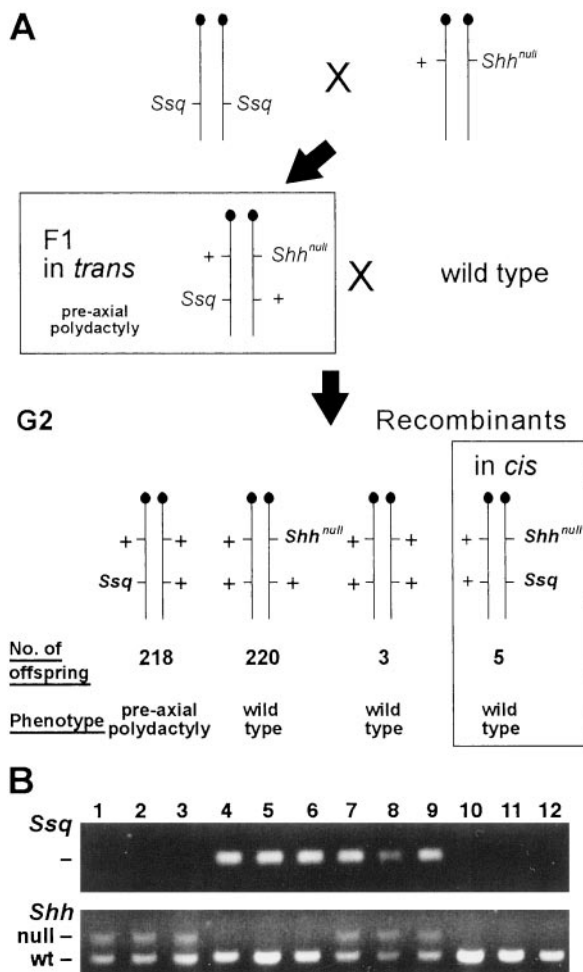 A
Ssq
Ssq
X
+
Shh^null
F1
in trans
pre-axial
polydactyly
+
Shh^null
Ssq
+
X
wild type
G2
Recombinants
in cis
+
+
+
Shh^null
+
+
+
Shh^null
Ssq
+
+
+
+
+
+
Ssq
No. of
offspring
218
220
3
5
Phenotype
pre-axial
polydactyly
wild
type
wild
type
wild
type
B
1 2 3 4 5 6 7 8 9 10 11 12
Ssq
–
Shh
null –
wt –